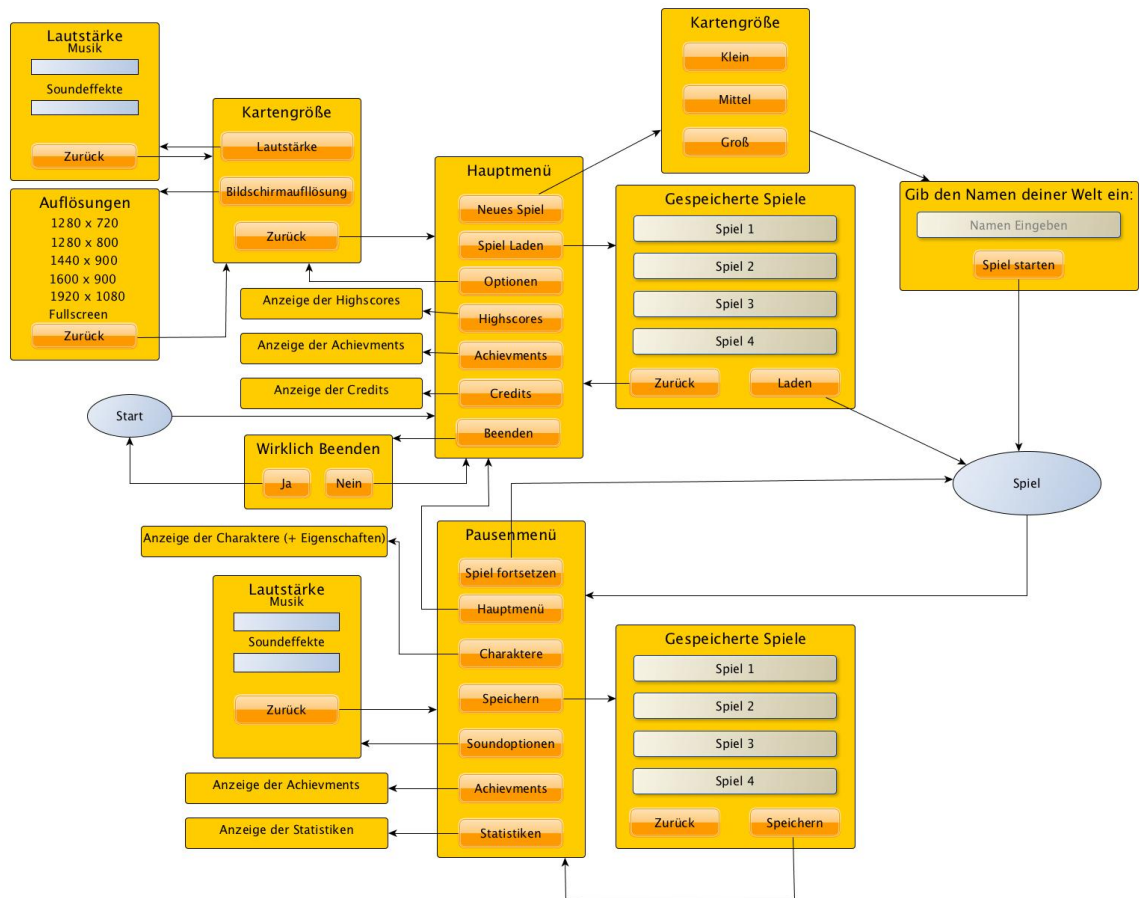 Lautstärke
Musik
Soundeffekte
Zurück
Auflösungen
1280 x 720
1280 x 800
1440 x 900
1600 x 900
1920 x 1080
Fullscreen
Zurück
Kartengröße
Lautstärke
Bildschirmaufllösung
Zurück
Anzeige der Highscores
Anzeige der Achievments
Anzeige der Credits
Start
Wirklich Beenden
Ja
Nein
Hauptmenü
Neues Spiel
Spiel Laden
Optionen
Highscores
Achievments
Credits
Beenden
Kartengröße
Klein
Mittel
Groß
Gespeicherte Spiele
Spiel 1
Spiel 2
Spiel 3
Spiel 4
Zurück
Laden
Gib den Namen deiner Welt ein:
Namen Eingeben
Spiel starten
Spiel
Anzeige der Charaktere (+ Eigenschaften)
Lautstärke
Musik
Soundeffekte
Zurück
Anzeige der Achievments
Anzeige der Statistiken
Pausenmenü
Spiel fortsetzen
Hauptmenü
Charaktere
Speichern
Soundoptionen
Achievments
Statistiken
Gespeicherte Spiele
Spiel 1
Spiel 2
Spiel 3
Spiel 4
Zurück
Speichern